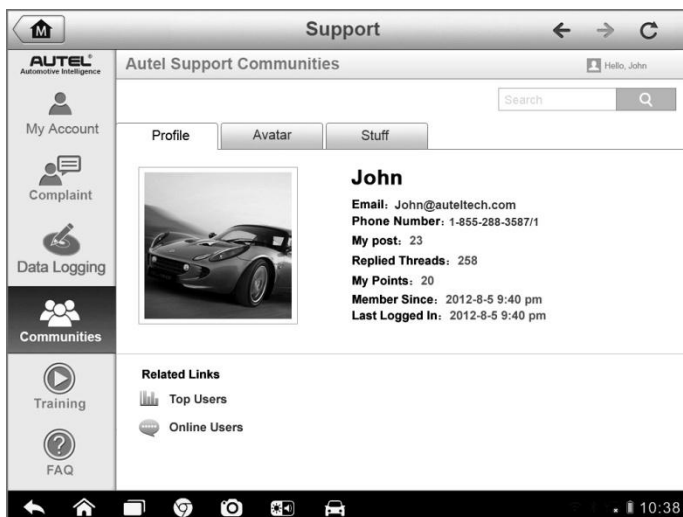 M
Support
AUTEL®
Automotive Intelligence
Autel Support Communities
Hello, John
Search
My Account
Profile
Avatar
Stuff
Complaint
Data Logging
Communities
Training
FAQ
John
Email: John@auteltech.com
Phone Number: 1-855-288-3587/1
My post: 23
Replied Threads: 258
My Points: 20
Member Since: 2012-8-5 9:40 pm
Last Logged In: 2012-8-5 9:40 pm
Related Links
Top Users
Online Users
10:38